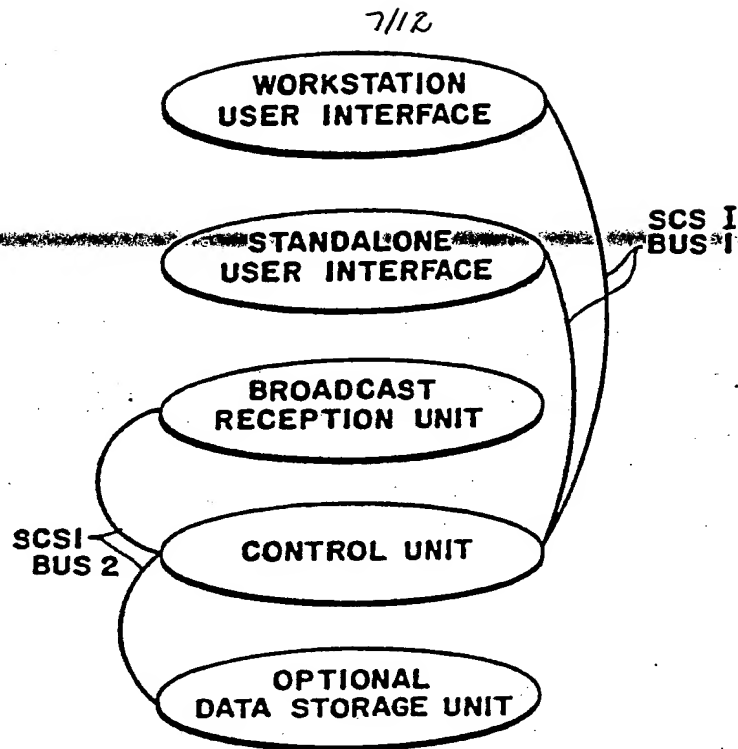 7/12
WORKSTATION
USER INTERFACE
SCS I
BUS 1
STANDALONE
USER INTERFACE
BROADCAST
RECEPTION UNIT
SCSI
BUS 2
CONTROL UNIT
OPTIONAL
DATA STORAGE UNIT